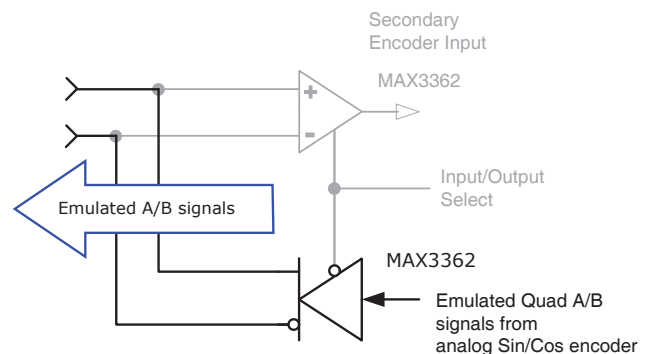 Secondary
Encoder Input
MAX3362
+
-
Input/Output
Select
Emulated A/B signals
MAX3362
Emulated Quad A/B
signals from
analog Sin/Cos encoder